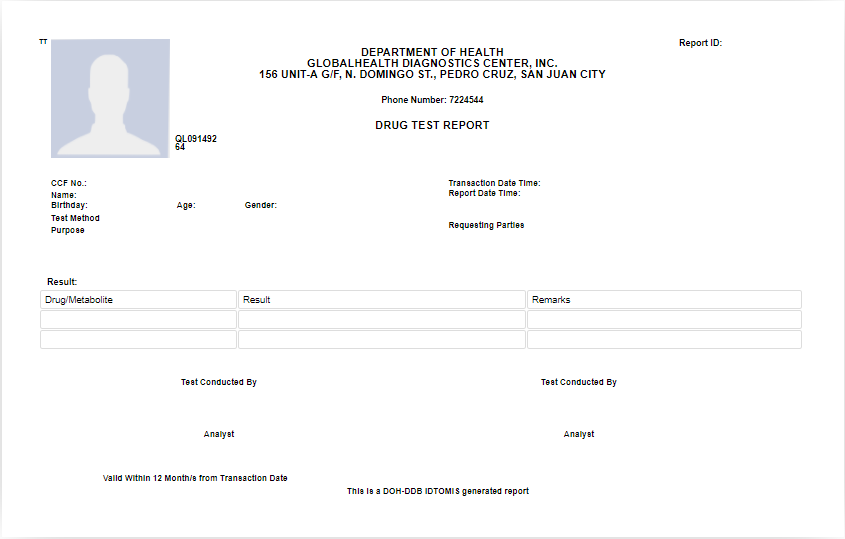 TT
Report ID:
DEPARTMENT OF HEALTH
GLOBALHEALTH DIAGNOSTICS CENTER, INC.
156 UNIT-A G/F, N. DOMINGO ST., PEDRO CRUZ, SAN JUAN CITY
Phone Number: 7224544
DRUG TEST REPORT
QL091492
64
CCF No.:
Transaction Date Time:
Name:
Report Date Time:
Birthday: Age: Gender:
Test Method
Purpose
Requesting Parties
Result:
Drug/Metabolite Result Remarks
Test Conducted By Test Conducted By
Analyst Analyst
Valid Within 12 Month/s from Transaction Date
This is a DOH-DDB IDTOMIS generated report